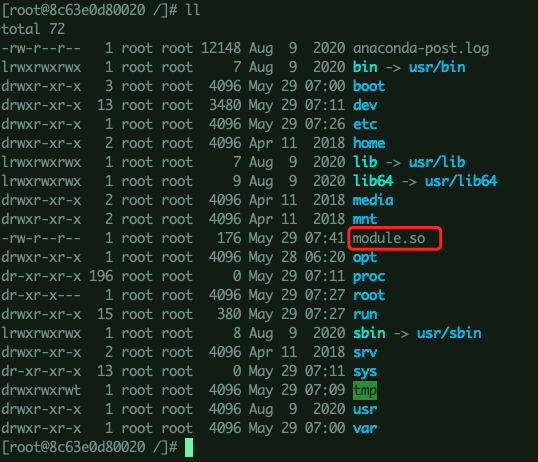 [root@8c63e0d80020 /]# ll
total 72
-rw-r--r--   1 root root 12148 Aug  9  2020 anaconda-post.log
lrwxrwxrwx   1 root root     7 Aug  9  2020 bin -> usr/bin
drwxr-xr-x   3 root root  4096 May 29 07:00 boot
drwxr-xr-x  13 root root  3480 May 29 07:11 dev
drwxr-xr-x   1 root root  4096 May 29 07:26 etc
drwxr-xr-x   2 root root  4096 Apr 11  2018 home
lrwxrwxrwx   1 root root     7 Aug  9  2020 lib -> usr/lib
lrwxrwxrwx   1 root root     9 Aug  9  2020 lib64 -> usr/lib64
drwxr-xr-x   2 root root  4096 Apr 11  2018 media
drwxr-xr-x   2 root root  4096 Apr 11  2018 mnt
-rw-r--r--   1 root root   176 May 29 07:41 module.so
drwxr-xr-x   1 root root  4096 May 28 06:20 opt
dr-xr-xr-x 196 root root     0 May 29 07:11 proc
dr-xr-x---   1 root root  4096 May 29 07:27 root
drwxr-xr-x  15 root root   380 May 29 07:27 run
lrwxrwxrwx   1 root root     8 Aug  9  2020 sbin -> usr/sbin
drwxr-xr-x   2 root root  4096 Apr 11  2018 srv
dr-xr-xr-x  13 root root     0 May 29 07:11 sys
drwxrwxrwt   1 root root  4096 May 29 07:09 tmp
drwxr-xr-x   1 root root  4096 Aug  9  2020 usr
drwxr-xr-x   1 root root  4096 May 29 07:00 var
[root@8c63e0d80020 /]#